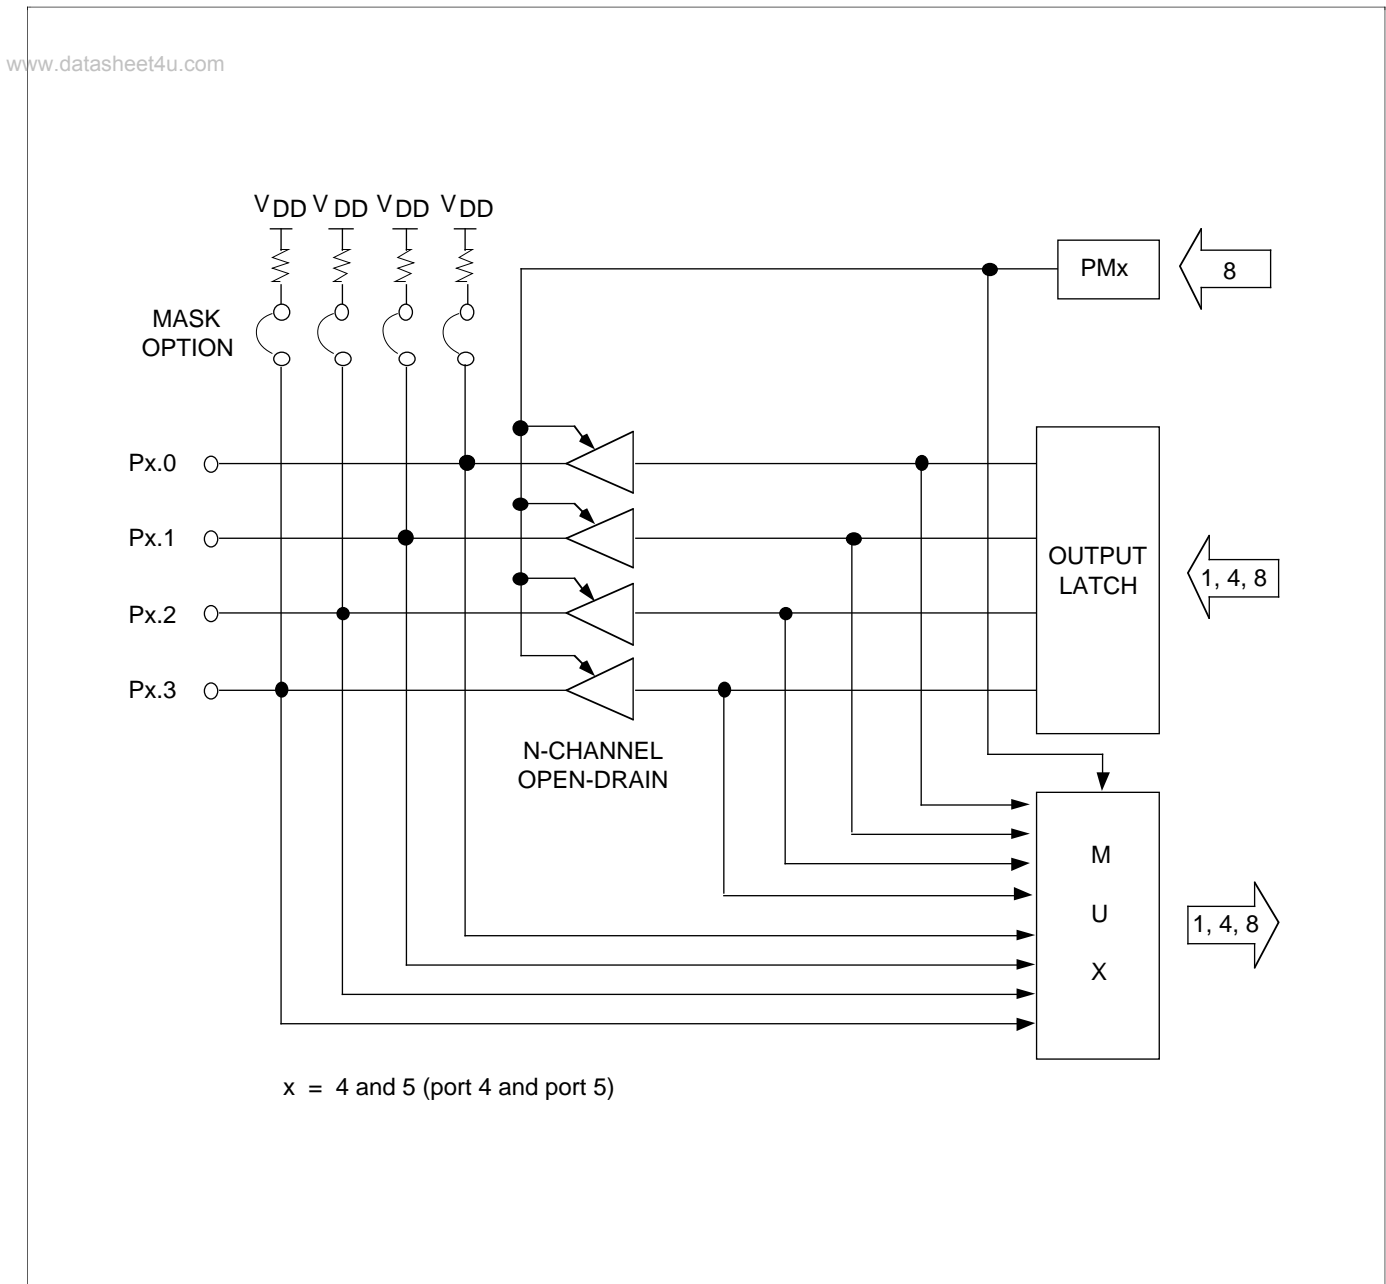 www.datasheet4u.com
VDD VDD VDD VDD
PMx
8
MASK
OPTION
Px.0
Px.1
OUTPUT
LATCH
1, 4, 8
Px.2
Px.3
N-CHANNEL
OPEN-DRAIN
M
U
X
1, 4, 8
x = 4 and 5 (port 4 and port 5)